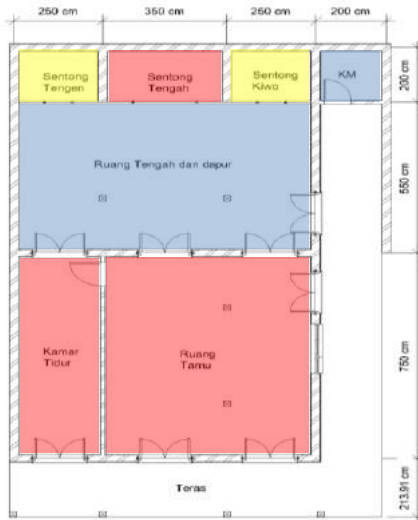 250 cm
350 cm
250 cm
200 cm
Sentong
Tengen
Sentong
Tengah
Sentong
Kiwo
KM
200 cm
Ruang Tengah dan dapur
550 cm
Kamar
Tidur
Ruang
Tamu
750 cm
Teras
213,91 cm